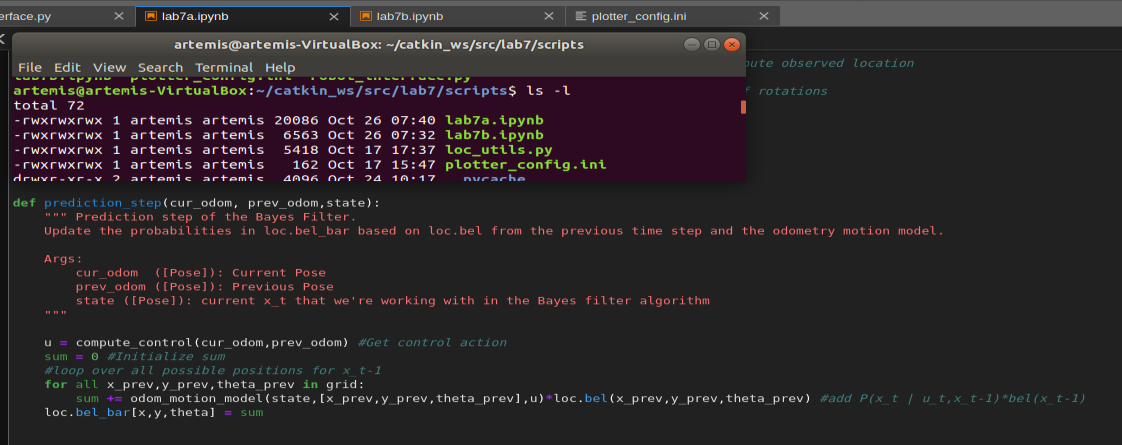 erface.py × lab7a.ipynb × lab7b.ipynb × plotter_config.ini ×
artemis@artemis-VirtualBox: ~/catkin_ws/src/lab7/scripts
File Edit View Search Terminal Help
ute observed location
lab7b.ipynb plotter_config.ini robot_interface.py
artemis@artemis-VirtualBox:~/catkin_ws/src/lab7/scripts$ ls -l
f rotations
total 72
-rwxrwxrwx 1 artemis artemis 20086 Oct 26 07:40 lab7a.ipynb
-rwxrwxrwx 1 artemis artemis 6563 Oct 26 07:32 lab7b.ipynb
-rwxrwxrwx 1 artemis artemis 5418 Oct 17 17:37 loc_utils.py
-rwxrwxrwx 1 artemis artemis 162 Oct 17 15:47 plotter_config.ini
drwxr-xr-x 2 artemis artemis 4096 Oct 24 10:17 __pycache__
def prediction_step(cur_odom, prev_odom,state):
""" Prediction step of the Bayes Filter.
Update the probabilities in loc.bel_bar based on loc.bel from the previous time step and the odometry motion model.
Args:
cur_odom ([Pose]): Current Pose
prev_odom ([Pose]): Previous Pose
state ([Pose]): current x_t that we're working with in the Bayes filter algorithm
"""
u = compute_control(cur_odom,prev_odom) #Get control action
sum = 0 #Initialize sum
#loop over all possible positions for x_t-1
for all x_prev,y_prev,theta_prev in grid:
sum += odom_motion_model(state,[x_prev,y_prev,theta_prev],u)*loc.bel(x_prev,y_prev,theta_prev) #add P(x_t | u_t,x_t-1)*bel(x_t-1)
loc.bel_bar[x,y,theta] = sum